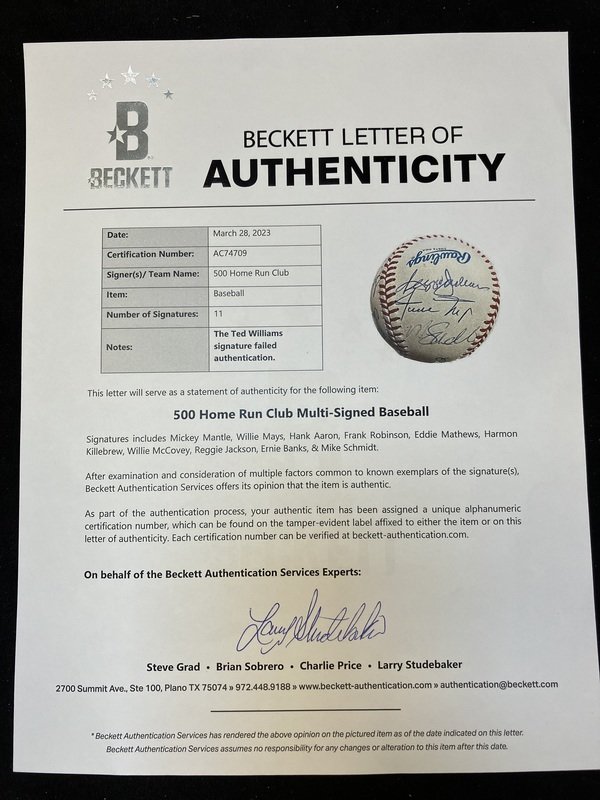 B
BECKETT
BECKETT LETTER OF
AUTHENTICITY
Date: March 28, 2023
Certification Number: AC74709
Signer(s)/ Team Name: 500 Home Run Club
Item: Baseball
Number of Signatures: 11
Notes: The Ted Williams
signature failed
authentication.
Rawlings
This letter will serve as a statement of authenticity for the following item:
500 Home Run Club Multi-Signed Baseball
Signatures includes Mickey Mantle, Willie Mays, Hank Aaron, Frank Robinson, Eddie Mathews, Harmon
Killebrew, Willie McCovey, Reggie Jackson, Ernie Banks, & Mike Schmidt.
After examination and consideration of multiple factors common to known exemplars of the signature(s),
Beckett Authentication Services offers its opinion that the item is authentic.
As part of the authentication process, your authentic item has been assigned a unique alphanumeric
certification number, which can be found on the tamper-evident label affixed to either the item or on this
letter of authenticity. Each certification number can be verified at beckett-authentication.com.
On behalf of the Beckett Authentication Services Experts:
Larry Studebaker
Steve Grad • Brian Sobrero • Charlie Price • Larry Studebaker
2700 Summit Ave., Ste 100, Plano TX 75074 » 972.448.9188 » www.beckett-authentication.com » authentication@beckett.com
* Beckett Authentication Services has rendered the above opinion on the pictured item as of the date indicated on this letter.
Beckett Authentication Services assumes no responsibility for any changes or alteration to this item after this date.